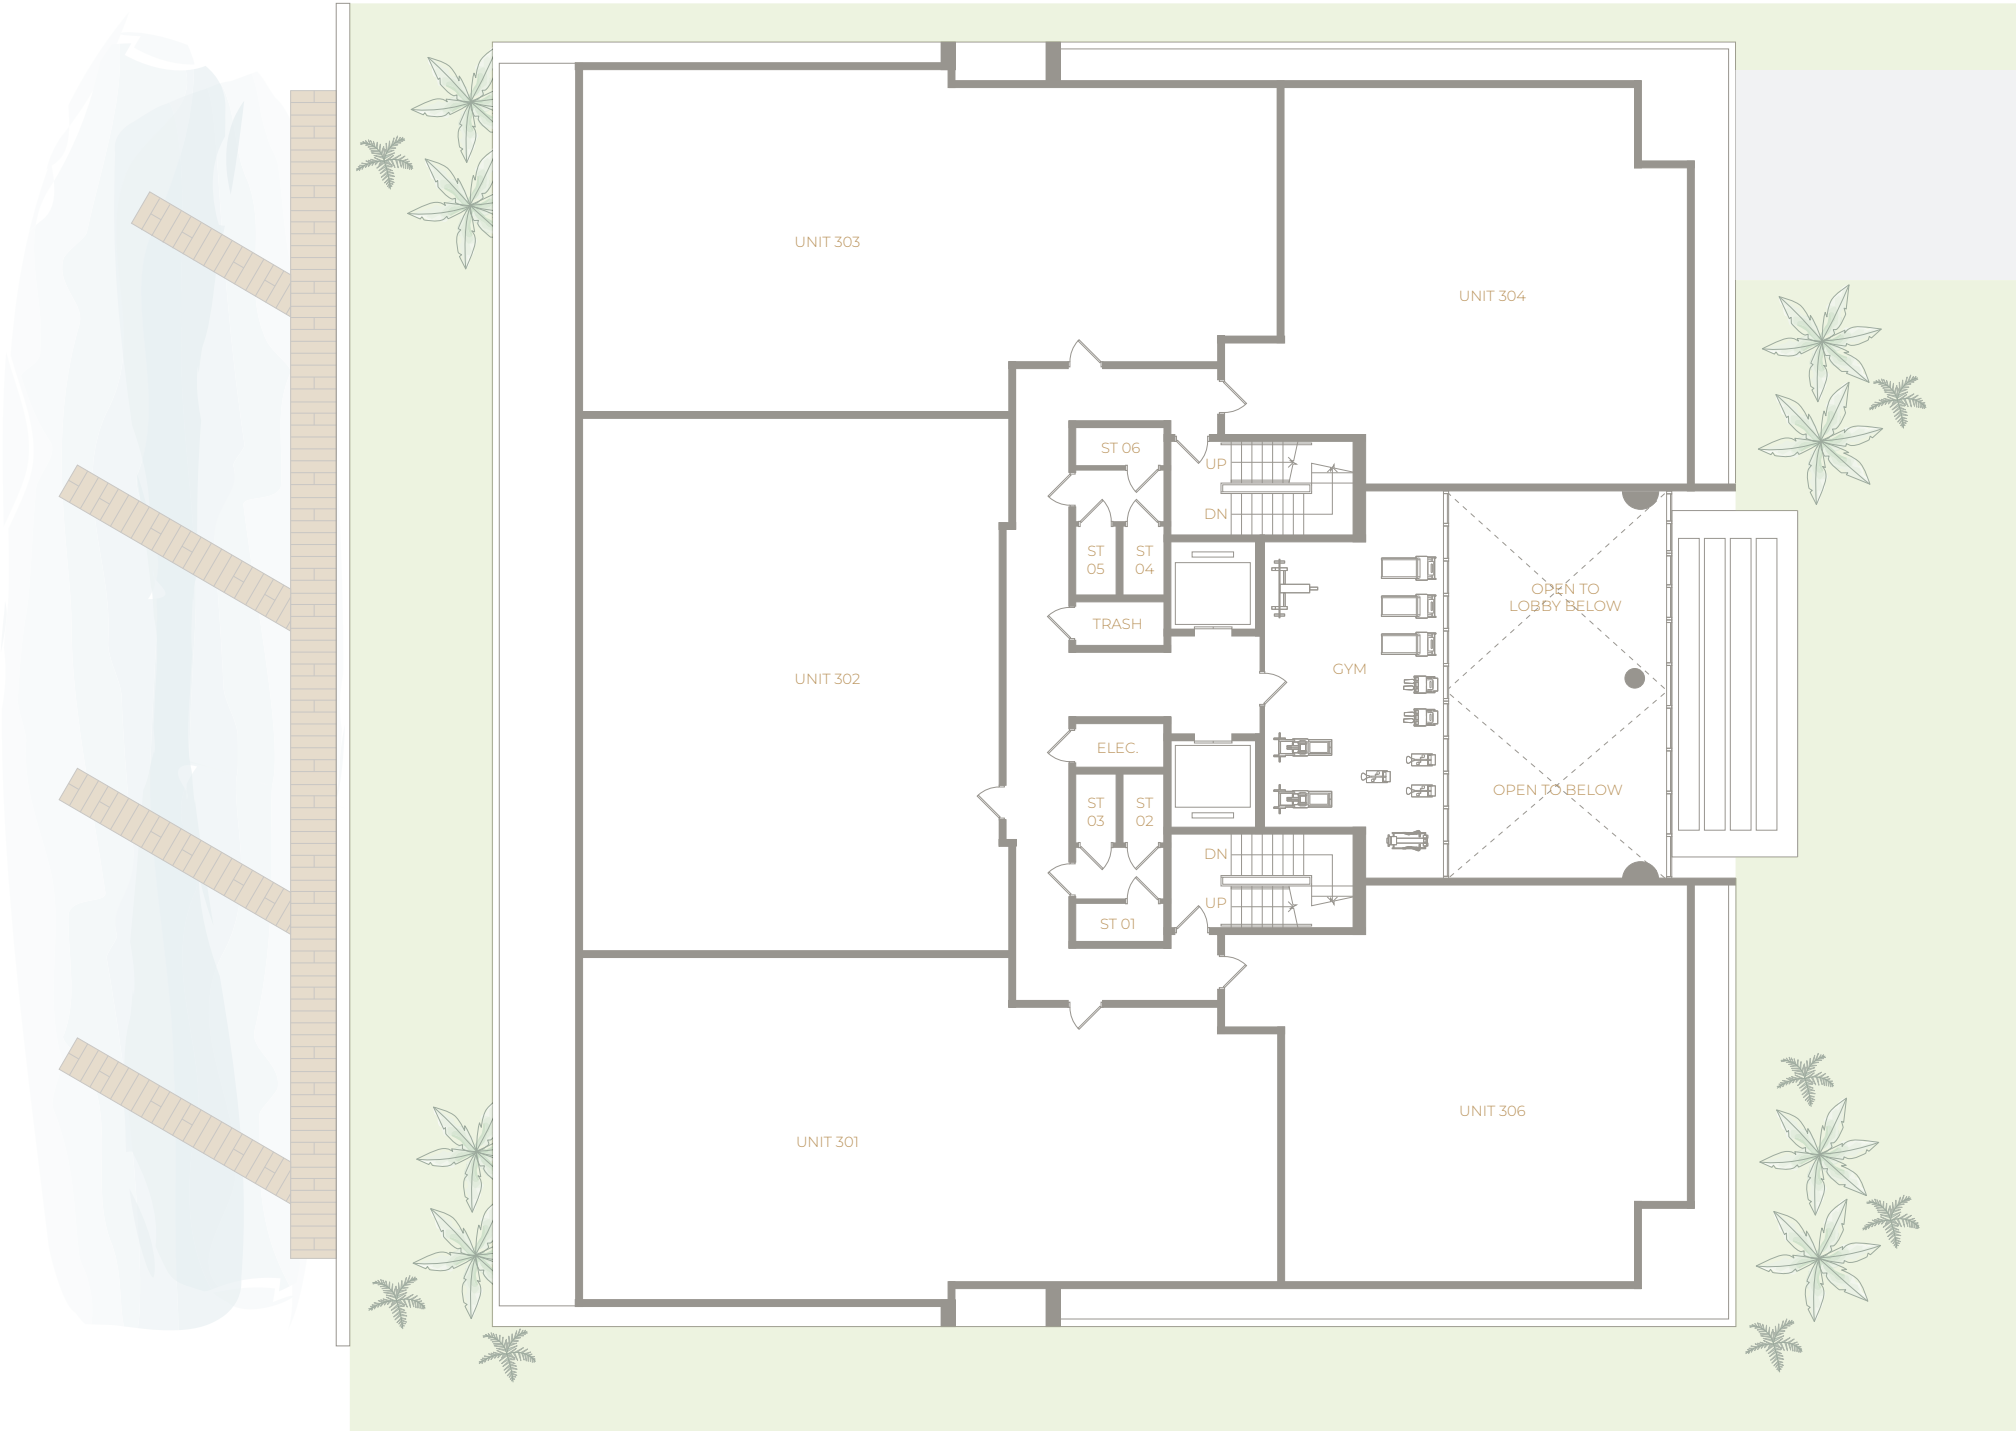 UNIT 303
UNIT 304
ST 06
UP
DN
ST
05
ST
04
OPEN TO
LOBBY BELOW
TRASH
GYM
UNIT 302
ELEC.
OPEN TO BELOW
ST
03
ST
02
DN
UP
ST 01
UNIT 306
UNIT 301